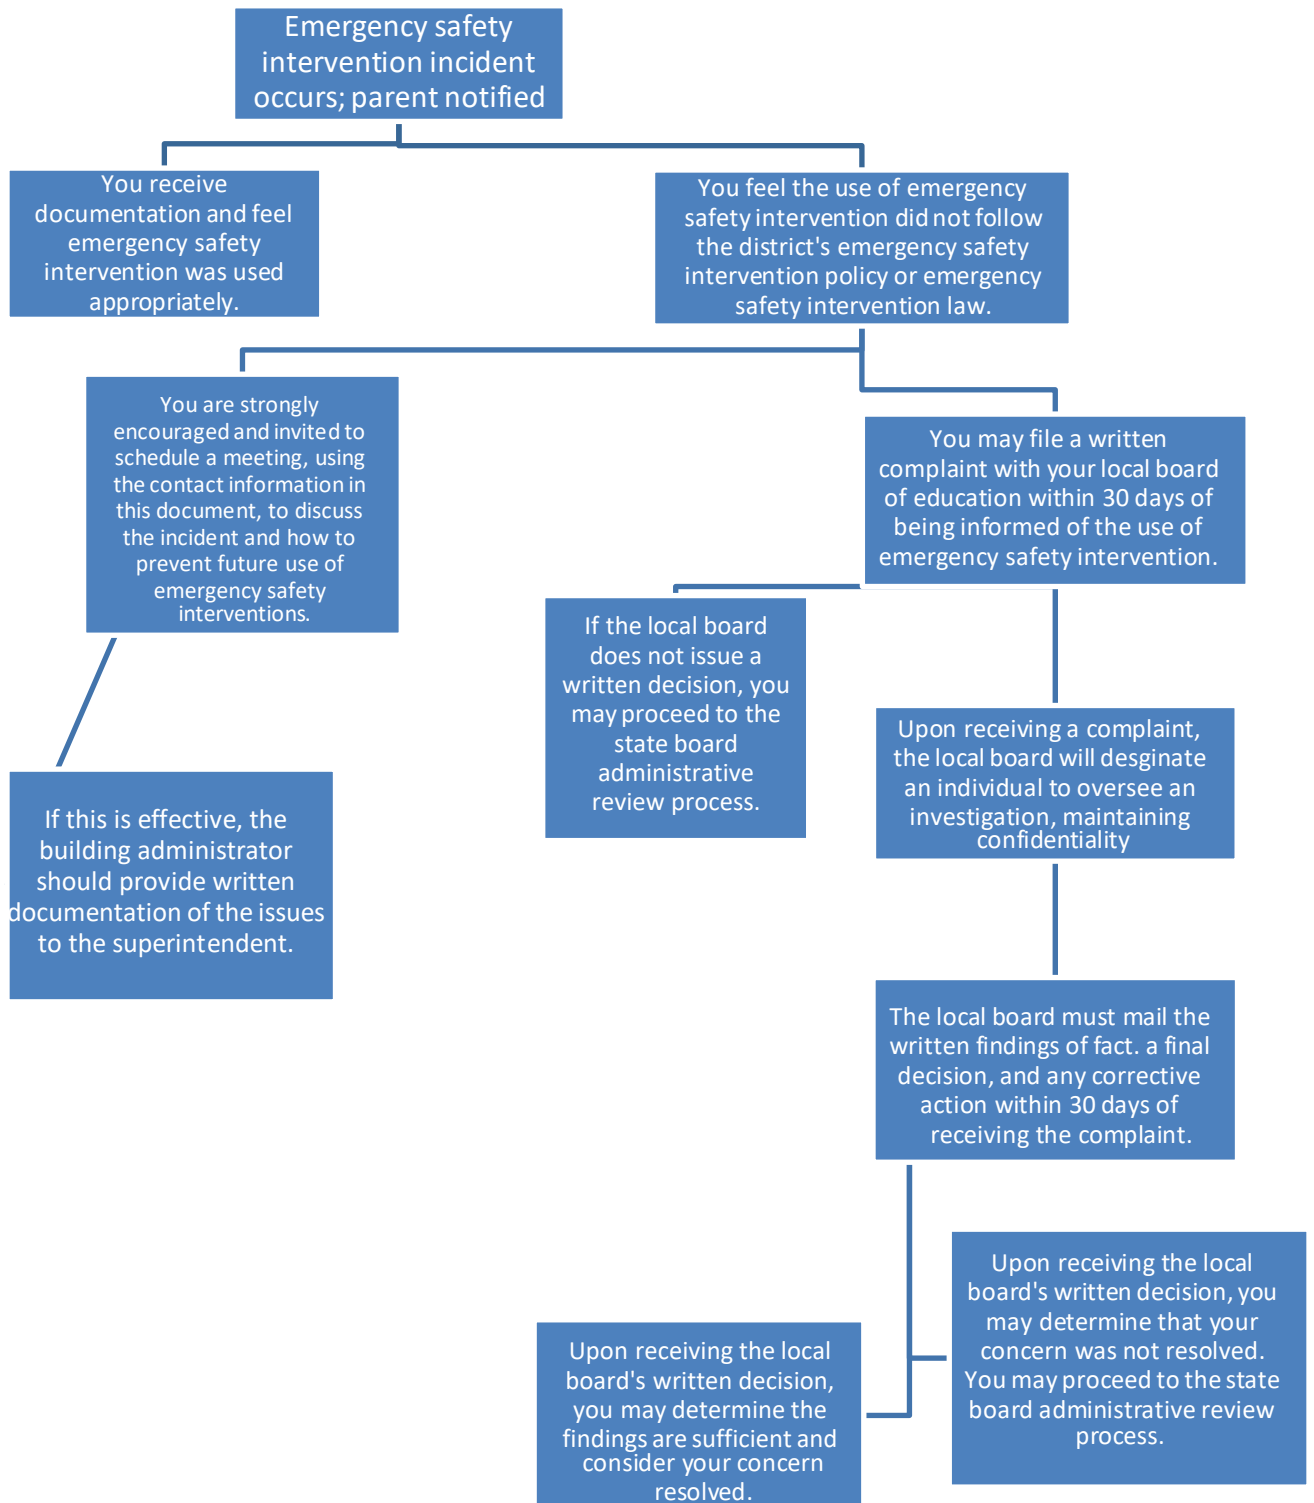 Emergency safety
intervention incident
occurs; parent notified
You receive
documentation and feel
emergency safety
intervention was used
appropriately.
You feel the use of emergency
safety intervention did not follow
the district's emergency safety
intervention policy or emergency
safety intervention law.
You are strongly
encouraged and invited to
schedule a meeting, using
the contact information in
this document, to discuss
the incident and how to
prevent future use of
emergency safety
interventions.
You may file a written
complaint with your local board
of education within 30 days of
being informed of the use of
emergency safety intervention.
If the local board
does not issue a
written decision, you
may proceed to the
state board
administrative
review process.
Upon receiving a complaint,
the local board will desginate
an individual to oversee an
investigation, maintaining
confidentiality
If this is effective, the
building administrator
should provide written
documentation of the issues
to the superintendent.
The local board must mail the
written findings of fact. a final
decision, and any corrective
action within 30 days of
receiving the complaint.
Upon receiving the local
board's written decision, you
may determine that your
concern was not resolved.
You may proceed to the state
board administrative review
process.
Upon receiving the local
board's written decision,
you may determine the
findings are sufficient and
consider your concern
resolved.